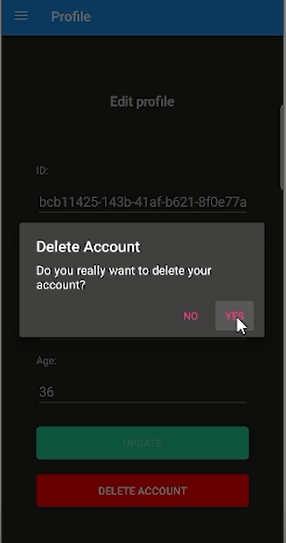 Profile
Edit profile
ID:
bcb11425-143b-41af-b621-8f0e77a
Delete Account
Do you really want to delete your
account?
NO
YES
Age:
36
UPDATE
DELETE ACCOUNT